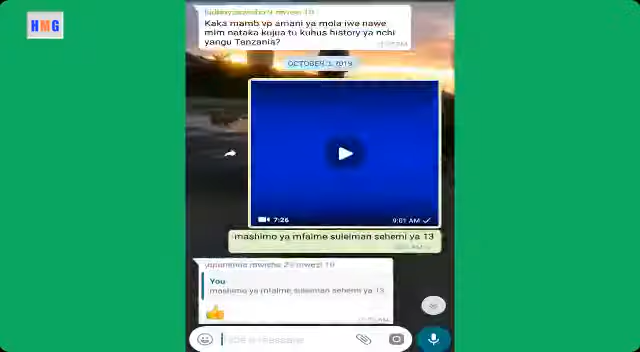 HMG
Kaka mamb vp amani ya mola iwe nawe
mim nataka kujua tu kuhus history ya nchi
yangu Tanzania?
OCTOBER 3, 2019
7:26
9:01 AM
mashimo ya mfalme suleiman sehemi ya 13
You
mashimo ya mfalme suleiman sehemi ya 13